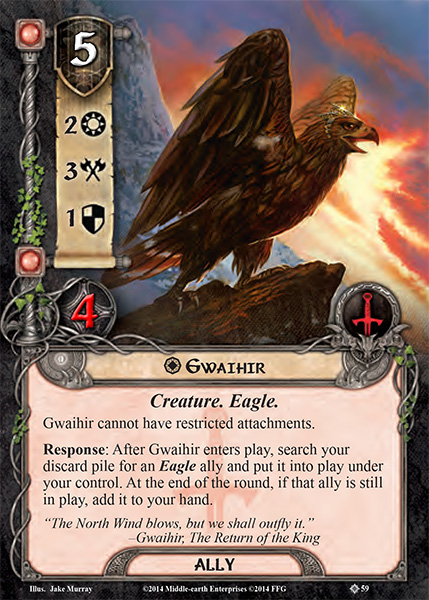 5
2
3
1
4
GWAIHIR
Creature. Eagle.
Gwaihir cannot have restricted attachments.
Response: After Gwaihir enters play, search your
discard pile for an Eagle ally and put it into play under
your control. At the end of the round, if that ally is still
in play, add it to your hand.
“The North Wind blows, but we shall outfly it.”
–Gwaihir, The Return of the King
ALLY
Illus. Jake Murray ©2014 Middle-earth Enterprises ©2014 FFG 59